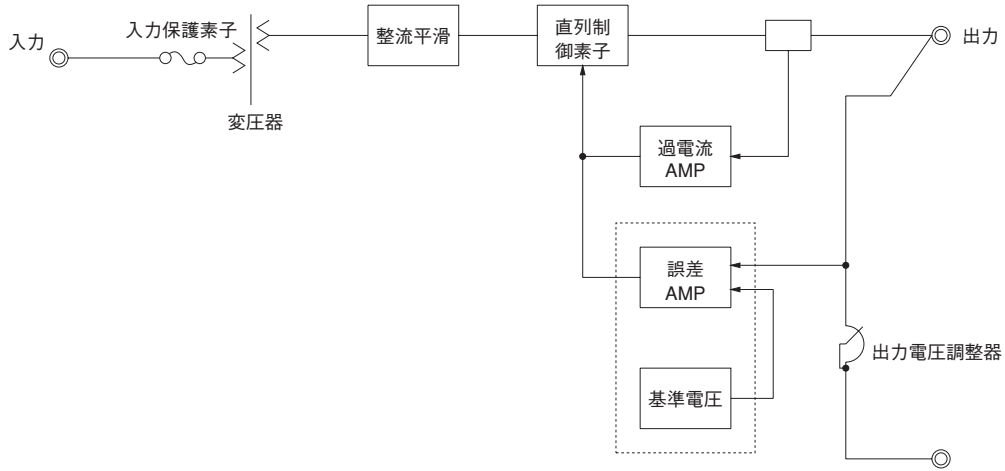 入力
入力保護素子
変圧器
整流平滑
直列制
御素子
出力
過電流
AMP
誤差
AMP
基準電圧
出力電圧調整器